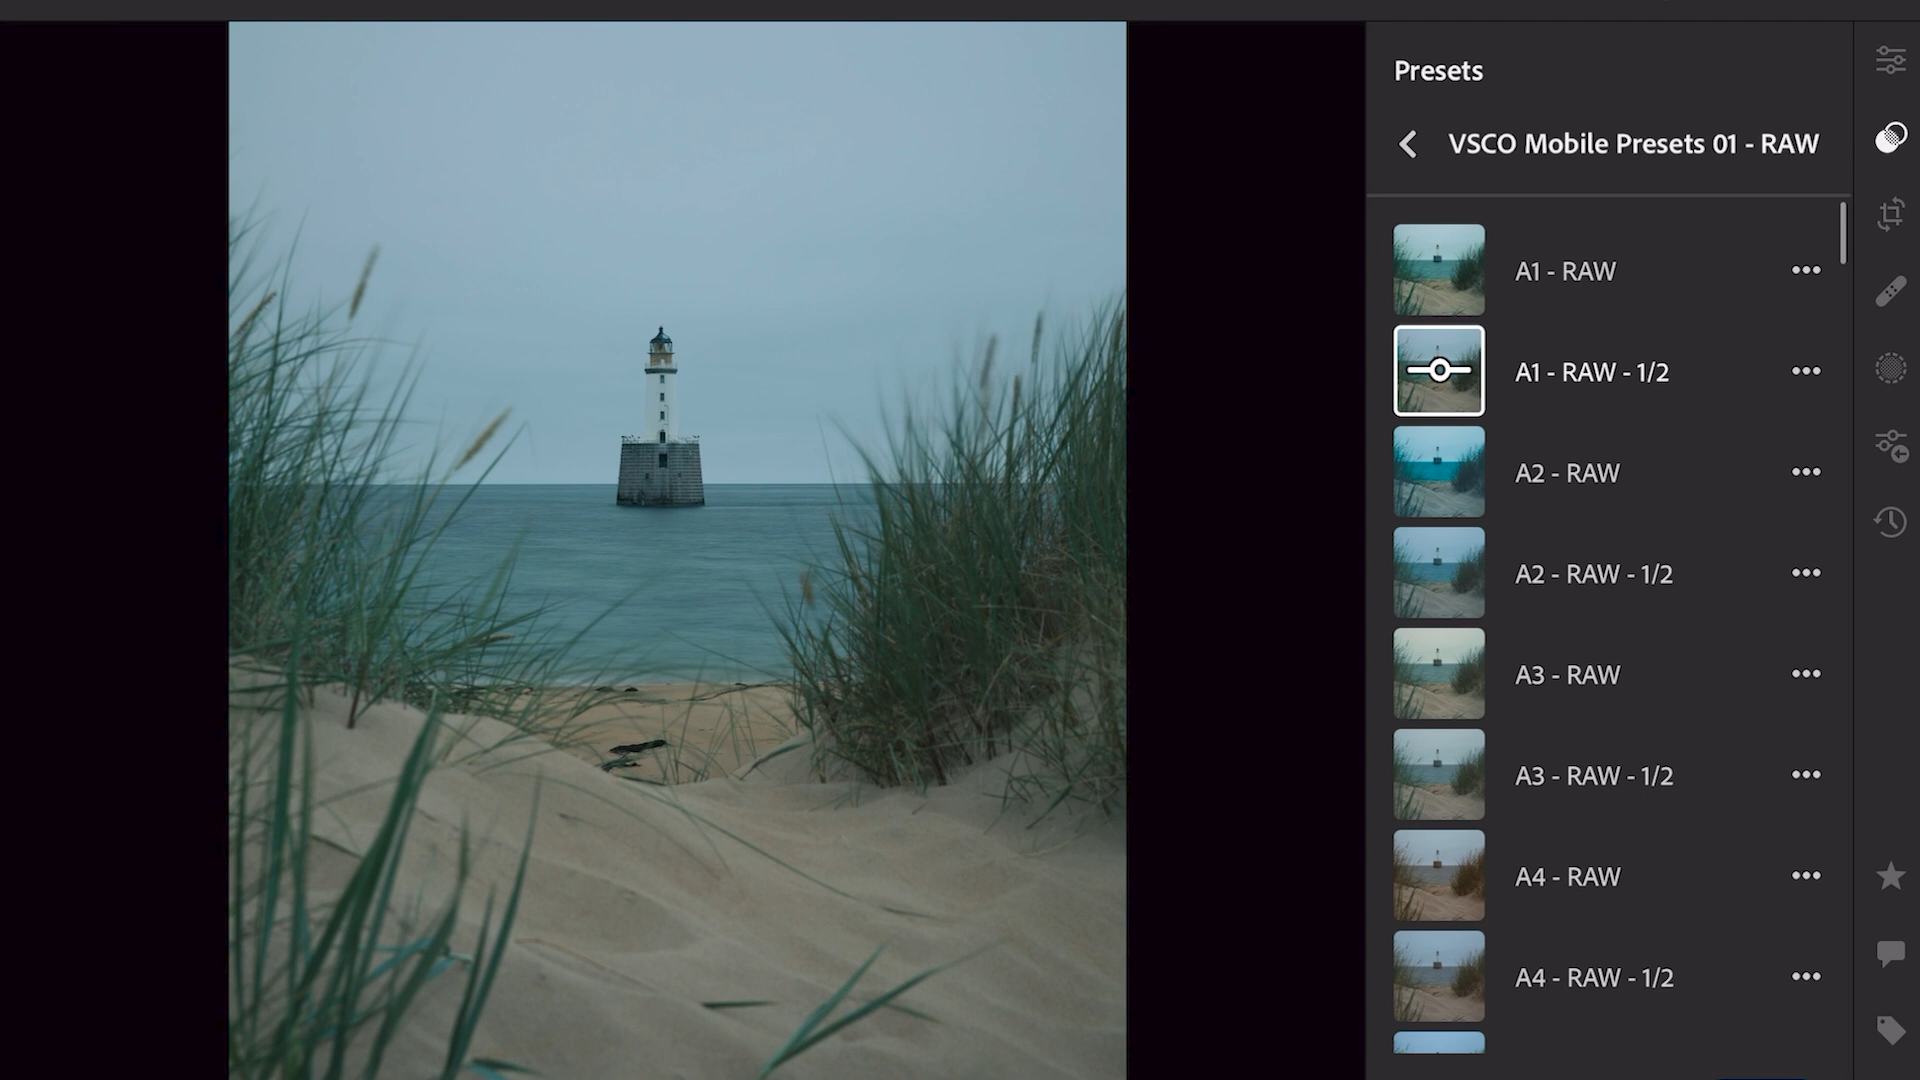 Presets
VSCO Mobile Presets 01 - RAW
A1 - RAW
A1 - RAW - 1/2
A2 - RAW
A2 - RAW - 1/2
A3 - RAW
A3 - RAW - 1/2
A4 - RAW
A4 - RAW - 1/2